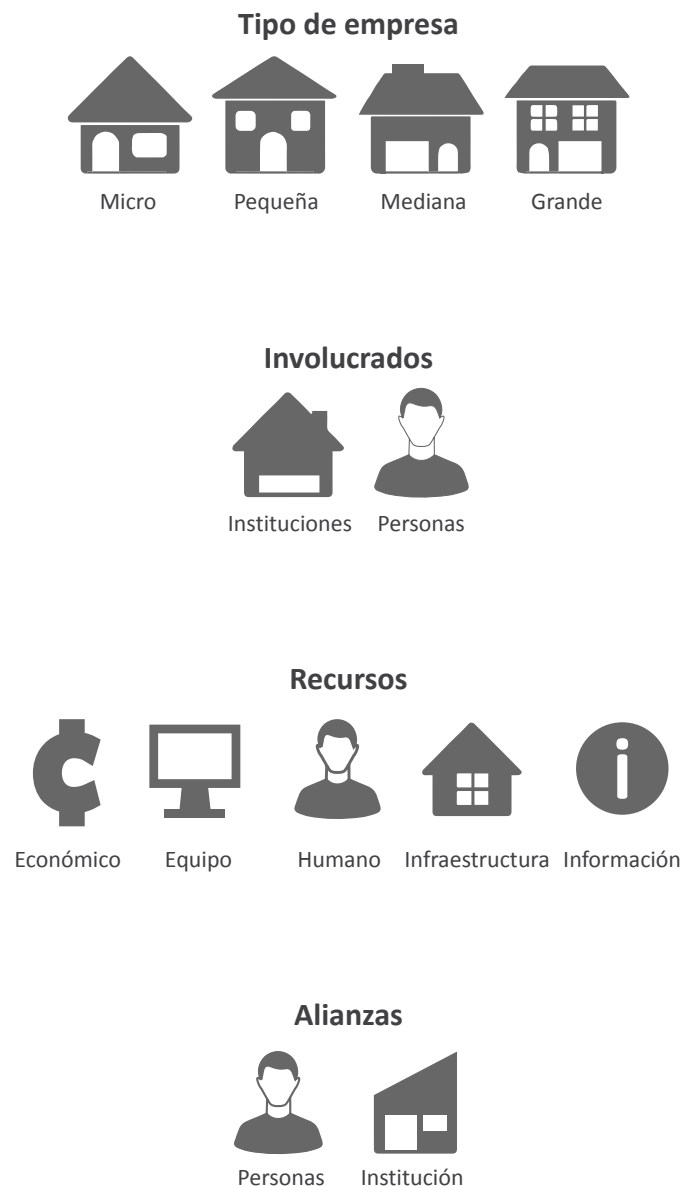 Tipo de empresa
Micro Pequeña Mediana Grande
Involucrados
Instituciones Personas
Recursos
Económico Equipo Humano Infraestructura Información
Alianzas
Personas Institución